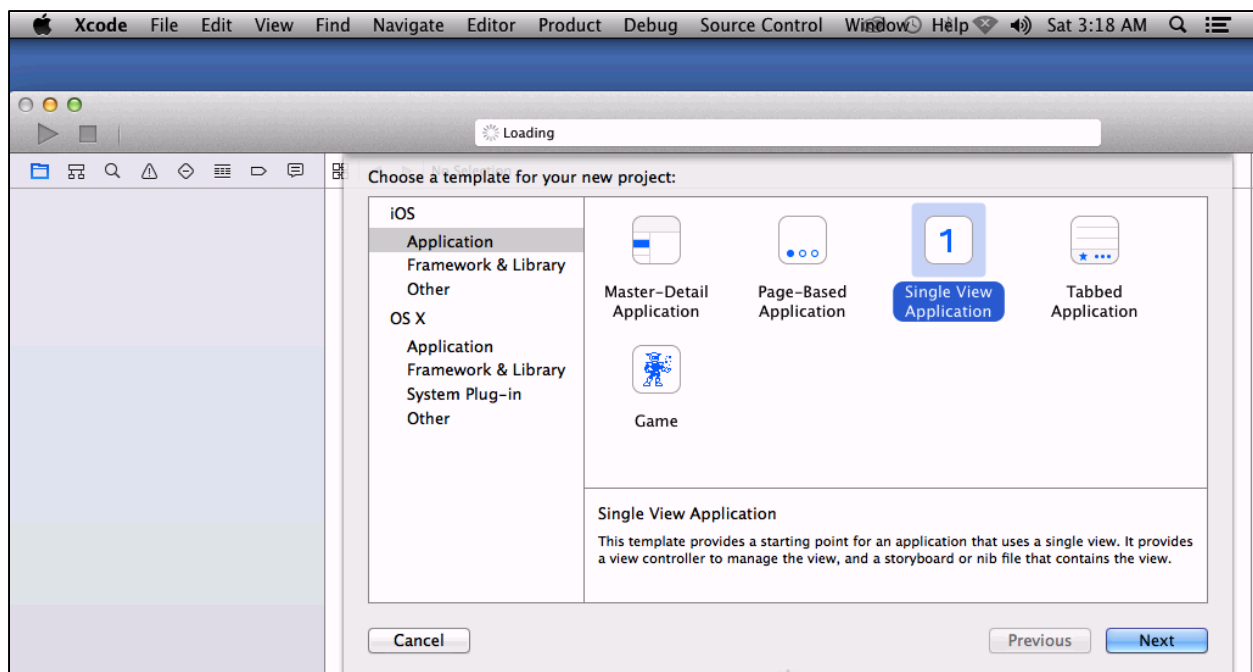 Xcode File Edit View Find Navigate Editor Product Debug Source Control Window Help Sat 3:18 AM
Loading
No Selection
Choose a template for your new project:
iOS
Application
Framework & Library
Other
OS X
Application
Framework & Library
System Plug-in
Other
Master-Detail Application
Page-Based Application
1
Single View Application
Tabbed Application
Game
Single View Application
This template provides a starting point for an application that uses a single view. It provides
a view controller to manage the view, and a storyboard or nib file that contains the view.
Cancel
Previous
Next